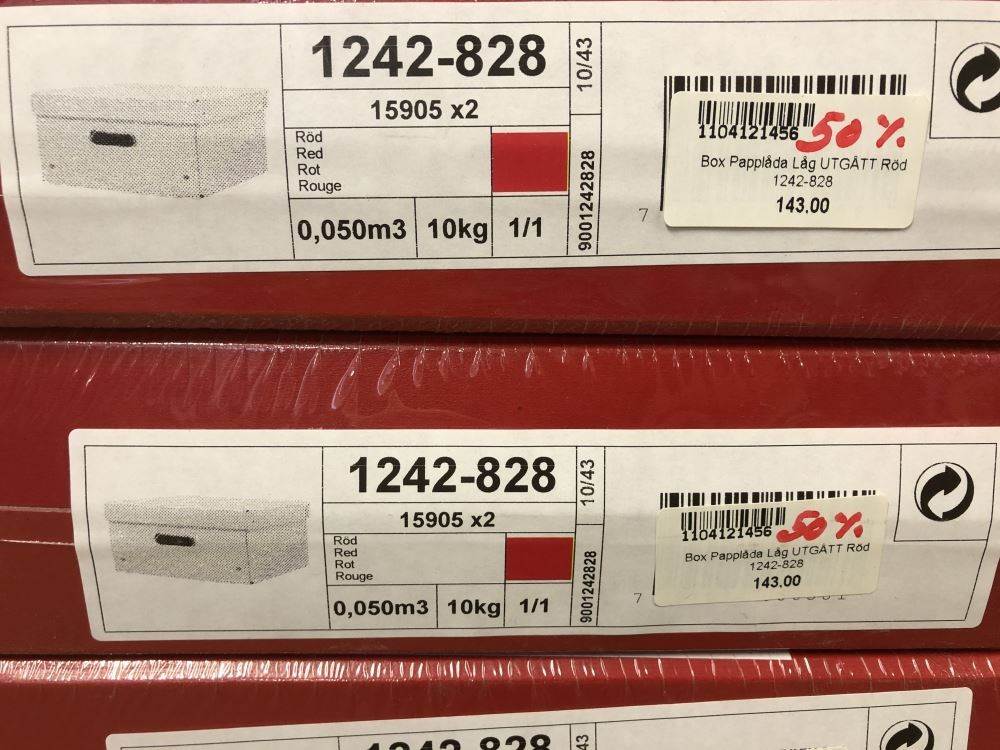 1242-828
15905 x2
Röd
Red
Rot
Rouge
0,050m3 10kg 1/1
10/43
9001242828
1104121456 50 %
Box Papplåda Låg UTGÅTT Röd
1242-828
143.00
7
1242-828
15905 x2
Röd
Red
Rot
Rouge
0,050m3 10kg 1/1
10/43
9001242828
1104121456 50 %
Box Papplåda Låg UTGÅTT Röd
1242-828
143.00
7
1242-828